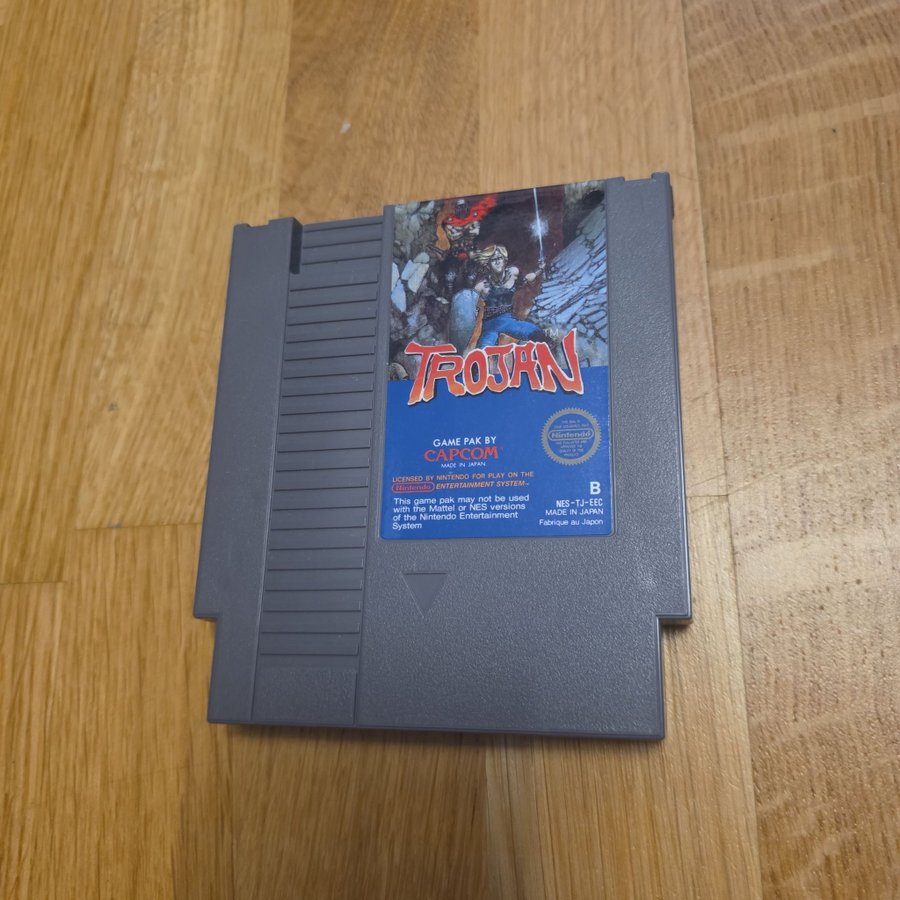 TM
TROJAN
GAME PAK BY
CAPCOM
MADE IN JAPAN
LICENSED BY NINTENDO FOR PLAY ON THE
Nintendo ENTERTAINMENT SYSTEM™
This game pak may not be used
with the Mattel or NES versions
of the Nintendo Entertainment
System
Nintendo
B
NES-TJ-EEC
MADE IN JAPAN
Fabrique au Japon